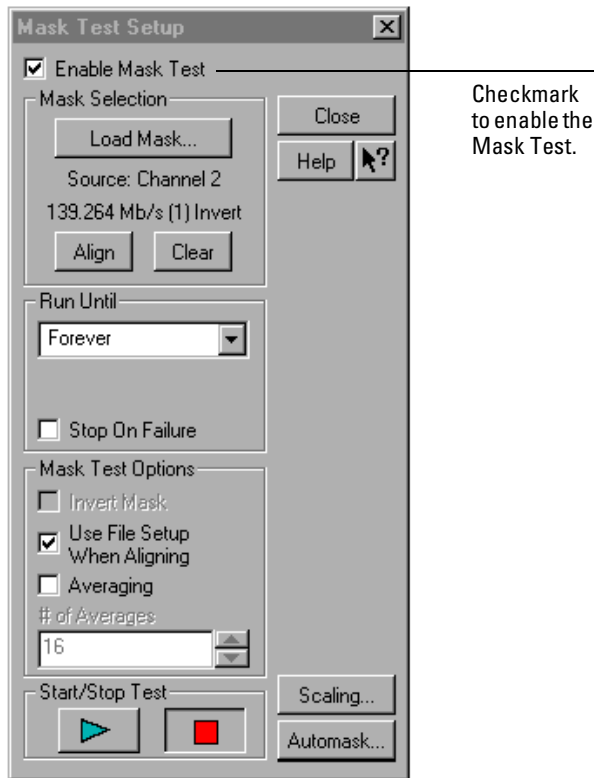 Mask Test Setup
Enable Mask Test
Checkmark
to enable the
Mask Test.
Mask Selection
Load Mask...
Source: Channel 2
139.264 Mb/s (1) Invert
Align
Clear
Close
Help
?
Run Until
Forever
Stop On Failure
Mask Test Options
Invert Mask
Use File Setup
When Aligning
Averaging
# of Averages
16
Start/Stop Test
Scaling...
Automask...